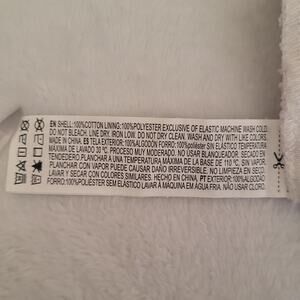 EN SHELL:100%COTTON LINING:100%POLYESTER EXCLUSIVE OF ELASTIC MACHINE WASH COLD.
DO NOT BLEACH. LINE DRY. IRON LOW. DO NOT DRY CLEAN. WASH AND DRY WITH LIKE COLORS.
MADE IN CHINA. ES TELA EXTERIOR: 100%ALGODON FORRO: 100%poliéster SIN ELÁSTICO TEMPERATURA
MÁXIMA DE LAVADO 30 ºC. PROCESO MUY MODERADO. NO USAR BLANQUEADOR. SECADO EN
TENDEDERO PLANCHAR A UNA TEMPERATURA MÁXIMA DE LA BASE DE 110 ºC. SIN VAPOR
PLANCHAR CON VAPOR PUEDE CAUSAR DAÑO IRREVERSIBLE. NO LIMPIAR EN SECO
LAVAR Y SECAR CON COLORES SIMILARES. HECHO EN CHINA. PT EXTERIOR:100%ALGODÃO
FORRO:100%POLIÉSTER SEM ELÁSTICO LAVAR À MAQUINA EM AGUA FRIA. NÃO USAR CLORO.